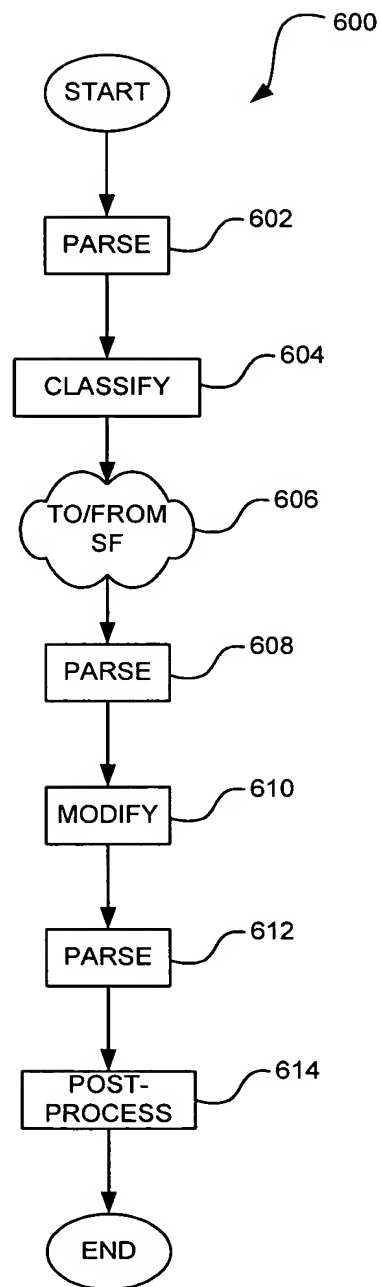 600
START
602
PARSE
604
CLASSIFY
606
TO/FROM
SF
608
PARSE
610
MODIFY
612
PARSE
614
POST-
PROCESS
END